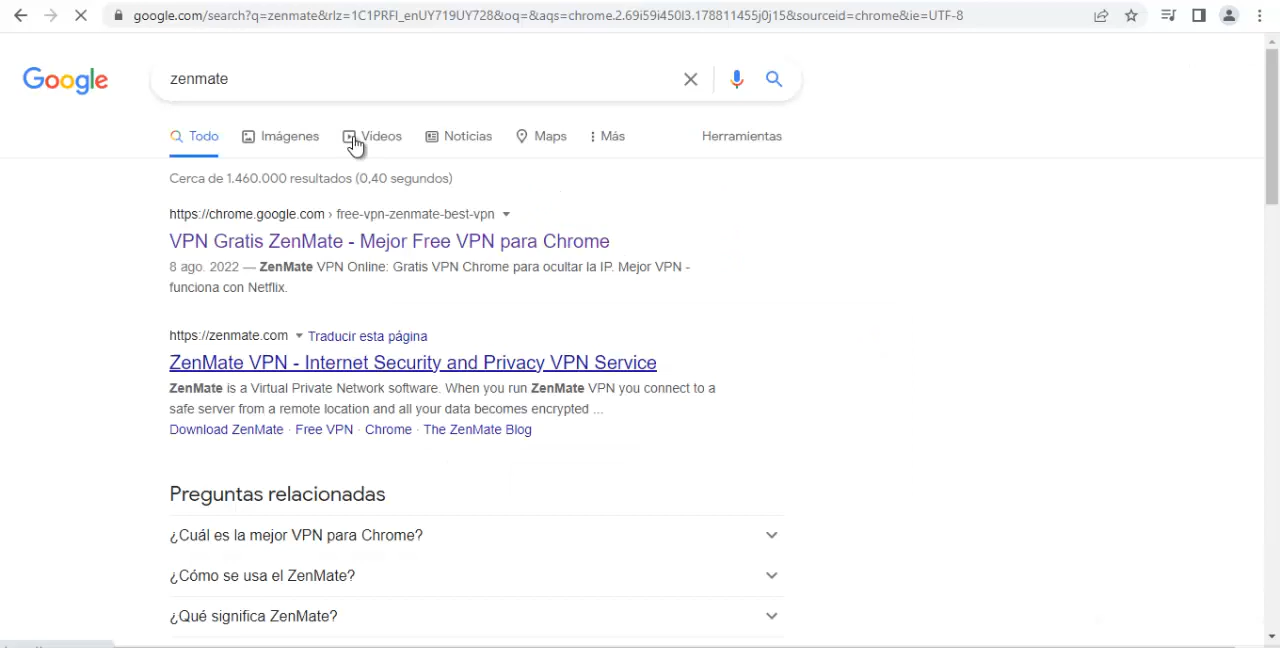 google.com/search?q=zenmate&rlz=1C1PRFI_enUY719UY728&oq=&aqs=chrome.2.69i59i450l3.178811455j0j15&sourceid=chrome&ie=UTF-8
Google
zenmate
Todo Imágenes Videos Noticias Maps Más Herramientas
Cerca de 1.460.000 resultados (0,40 segundos)
https://chrome.google.com › free-vpn-zenmate-best-vpn
VPN Gratis ZenMate - Mejor Free VPN para Chrome
8 ago. 2022 — ZenMate VPN Online: Gratis VPN Chrome para ocultar la IP. Mejor VPN -
funciona con Netflix.
https://zenmate.com Traducir esta página
ZenMate VPN - Internet Security and Privacy VPN Service
ZenMate is a Virtual Private Network software. When you run ZenMate VPN you connect to a
safe server from a remote location and all your data becomes encrypted ...
Download ZenMate · Free VPN · Chrome · The ZenMate Blog
Preguntas relacionadas
¿Cuál es la mejor VPN para Chrome?
¿Cómo se usa el ZenMate?
¿Qué significa ZenMate?